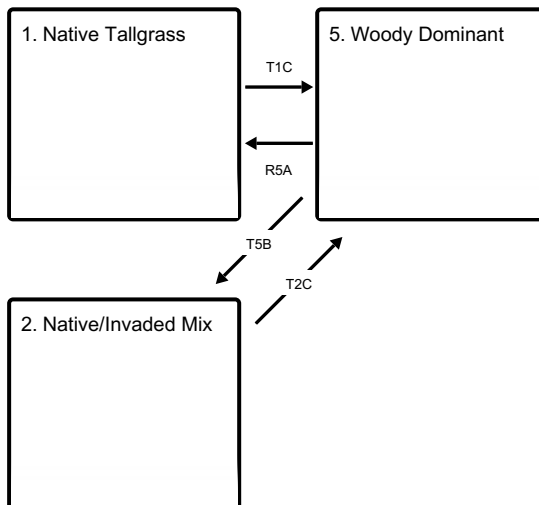 1. Native Tallgrass
5. Woody Dominant
T1C
R5A
T5B
T2C
2. Native/Invaded Mix